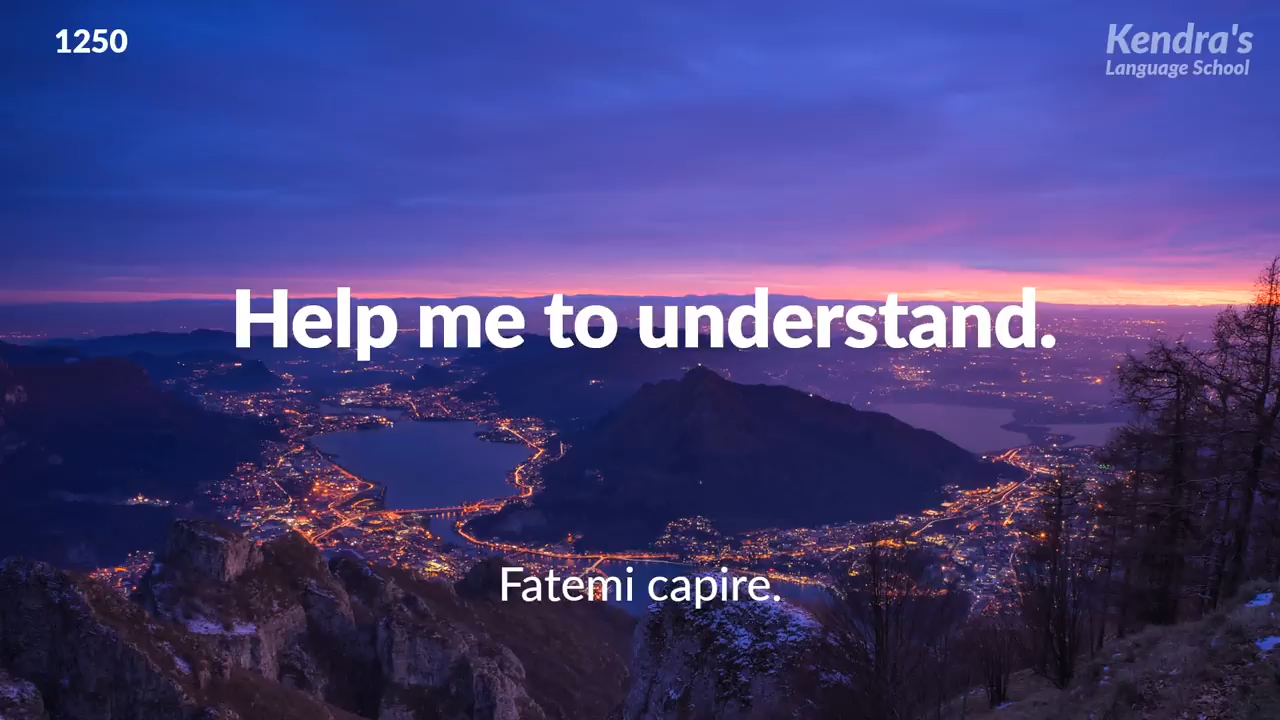 1250
Kendra's
Language School
Help me to understand.
Fatemi capire.